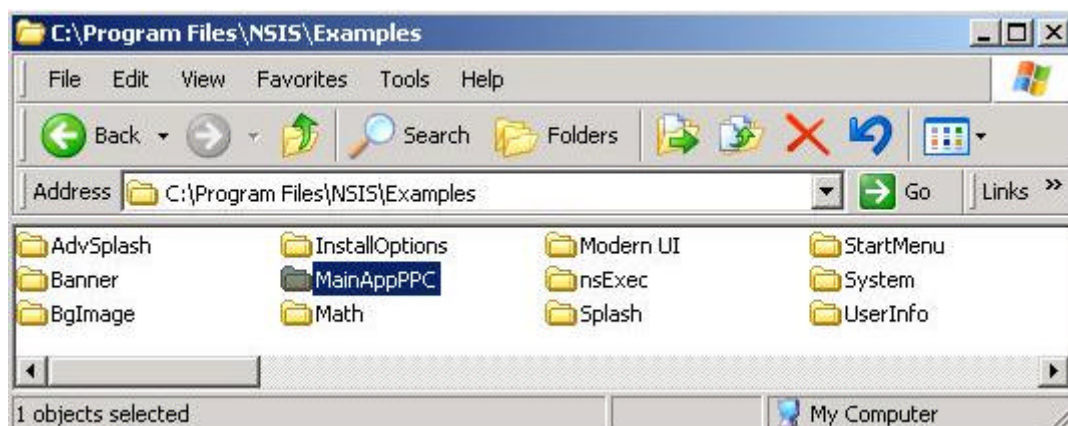 C:\Program Files\NSIS\Examples
File Edit View Favorites Tools Help
Back Search Folders
Address C:\Program Files\NSIS\Examples Go Links »
AdvSplash InstallOptions Modern UI StartMenu
Banner MainAppPPC nsExec System
BgImage Math Splash UserInfo
1 objects selected My Computer